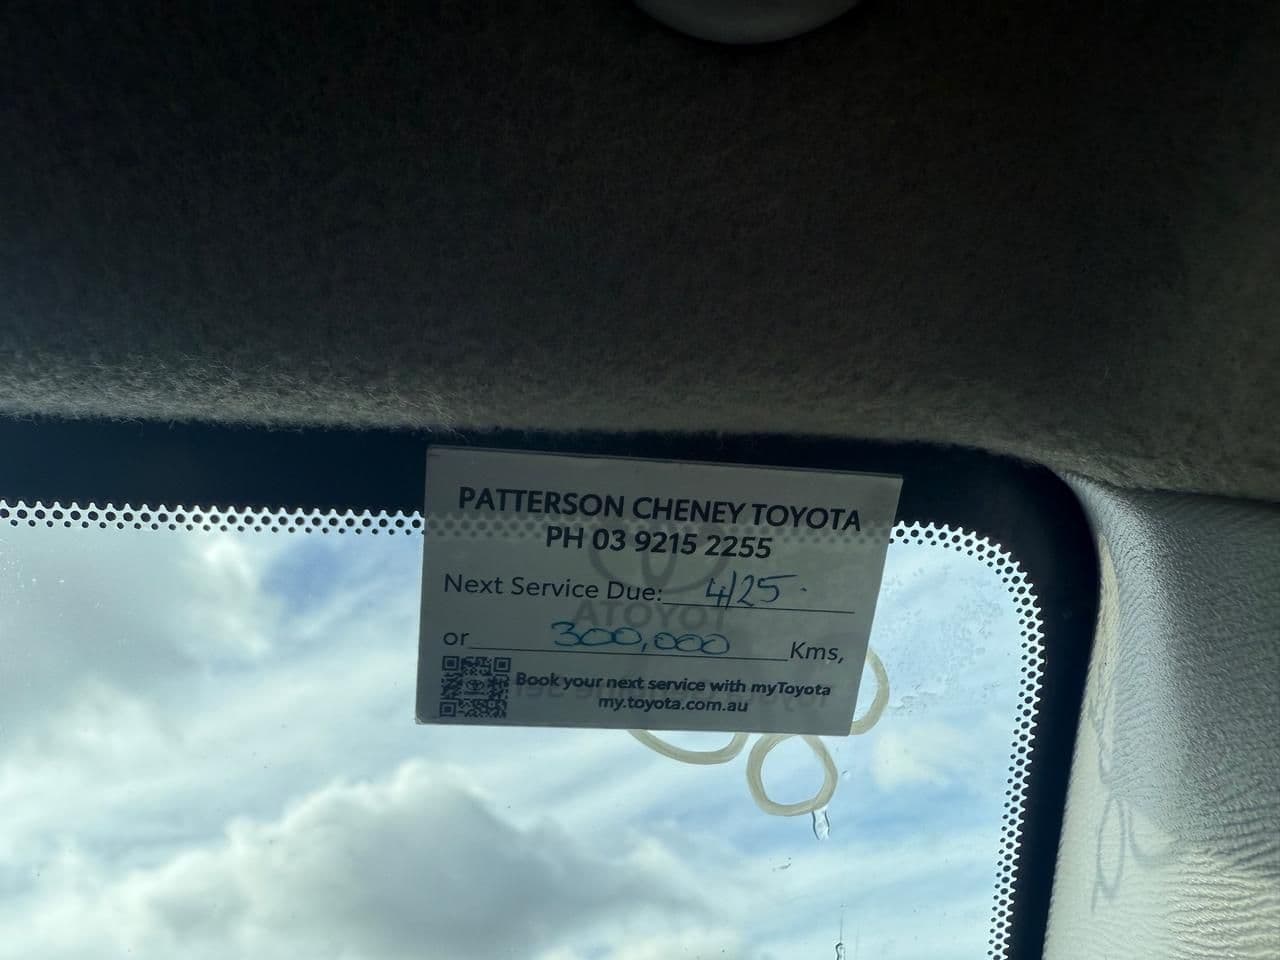 PATTERSON CHENEY TOYOTA
PH 03 9215 2255
Next Service Due: 4/25.
or 300,000 Kms,
Book your next service with myToyota
my.toyota.com.au